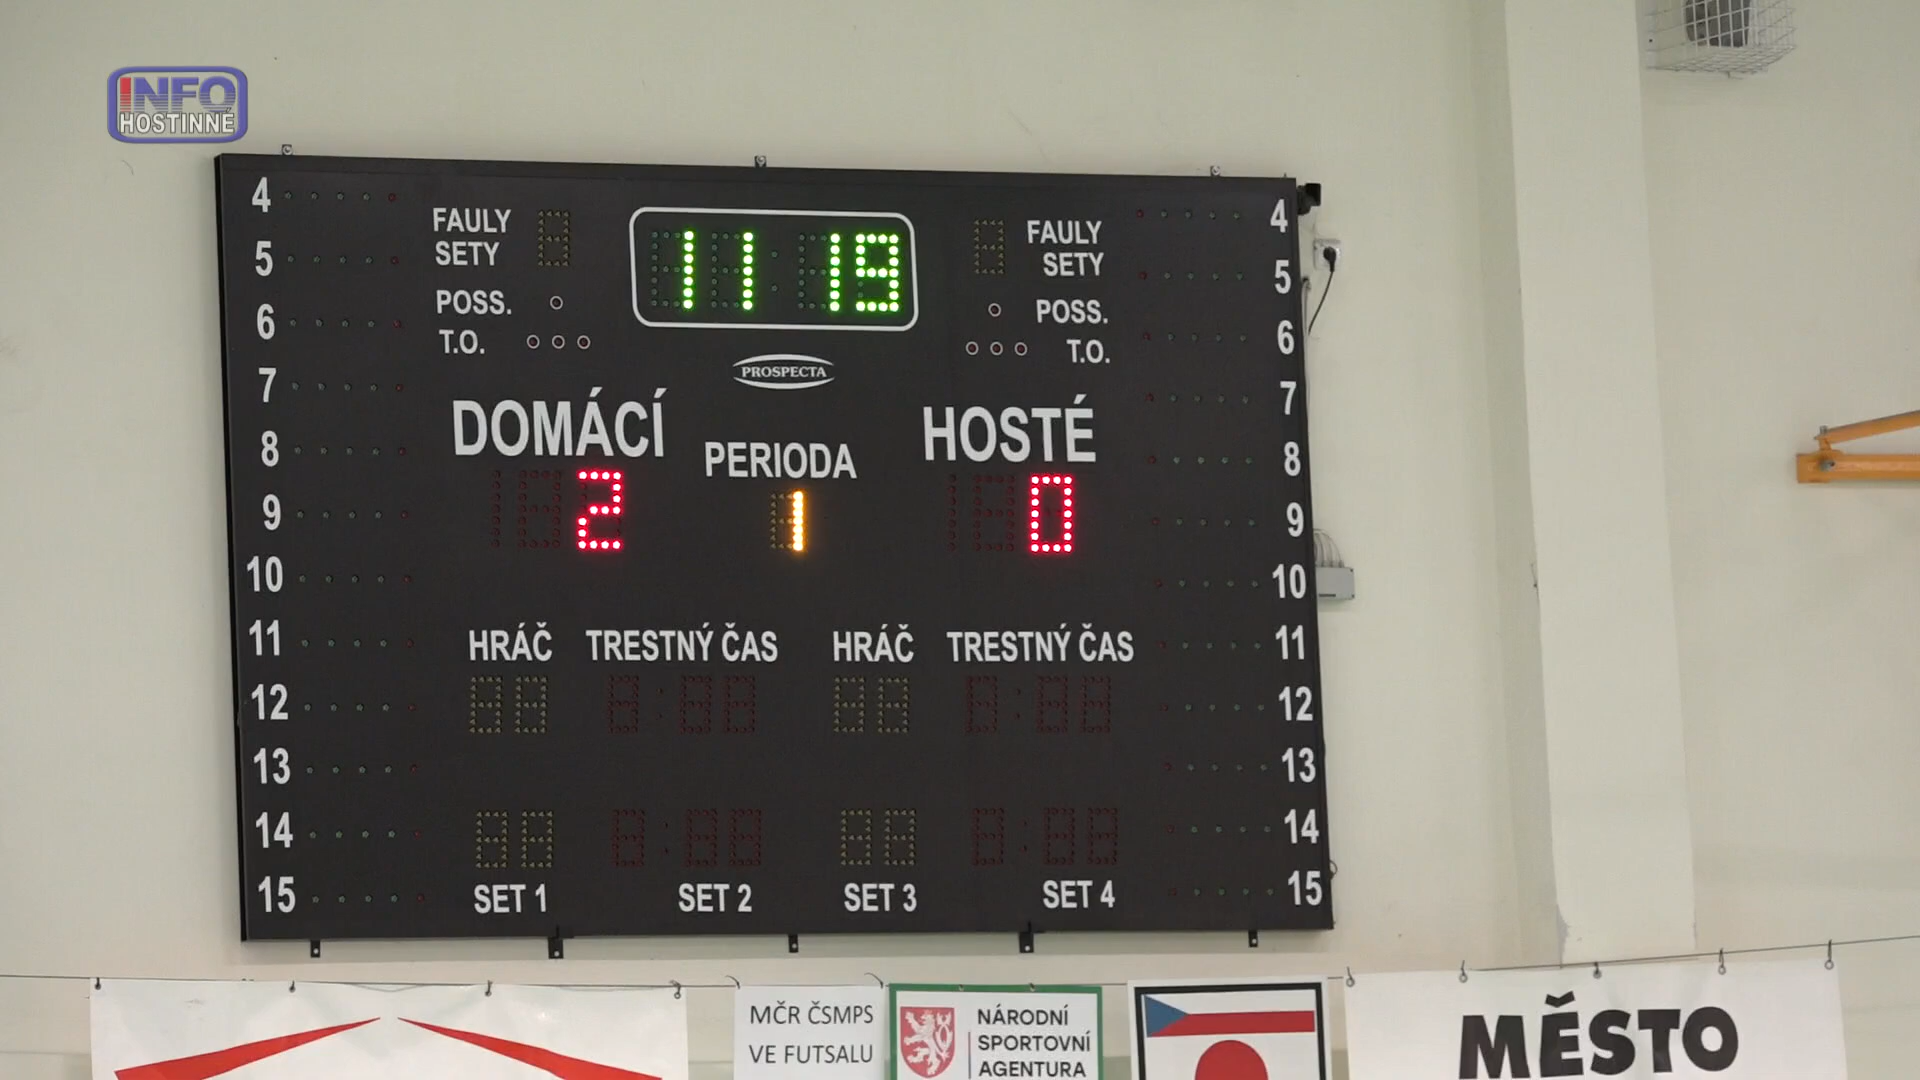 INFO
HOSTINNÉ
4 FAULY 11 19 FAULY 4
5 SETY SETY 5
6 POSS. POSS. 6
T.O. T.O.
7 PROSPECTA 7
DOMÁCÍ HOSTÉ
8 PERIODA 8
9 2 1 0 9
10 10
11 HRÁČ TRESTNÝ ČAS HRÁČ TRESTNÝ ČAS 11
12 12
13 13
14 14
15 SET 1 SET 2 SET 3 SET 4 15
MČR ČSMPS
VE FUTSALU
NÁRODNÍ
SPORTOVNÍ
AGENTURA
MĚSTO